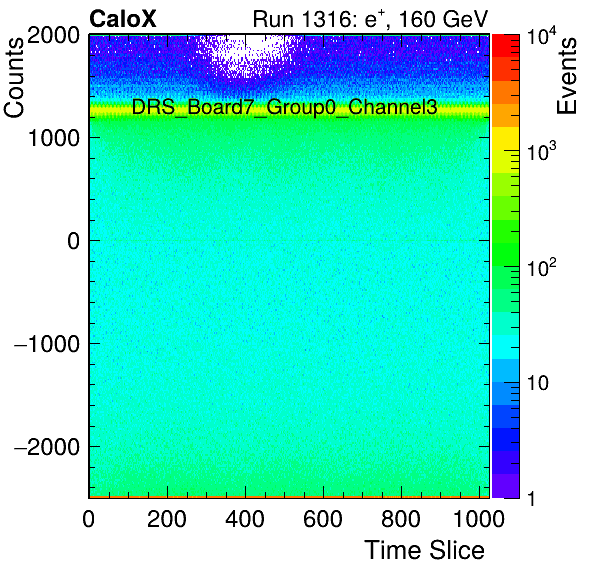 CaloX Run 1316: e⁺, 160 GeV
Counts
2000
1000
0
−1000
−2000
DRS_Board7_Group0_Channel3
0 200 400 600 800 1000
Time Slice
Events
10⁴
10³
10²
10
1